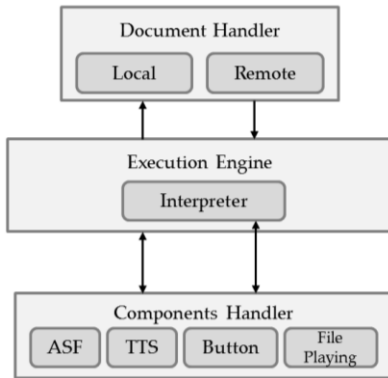 Document Handler
Local Remote
Execution Engine
Interpreter
Components Handler
ASF TTS Button File
Playing